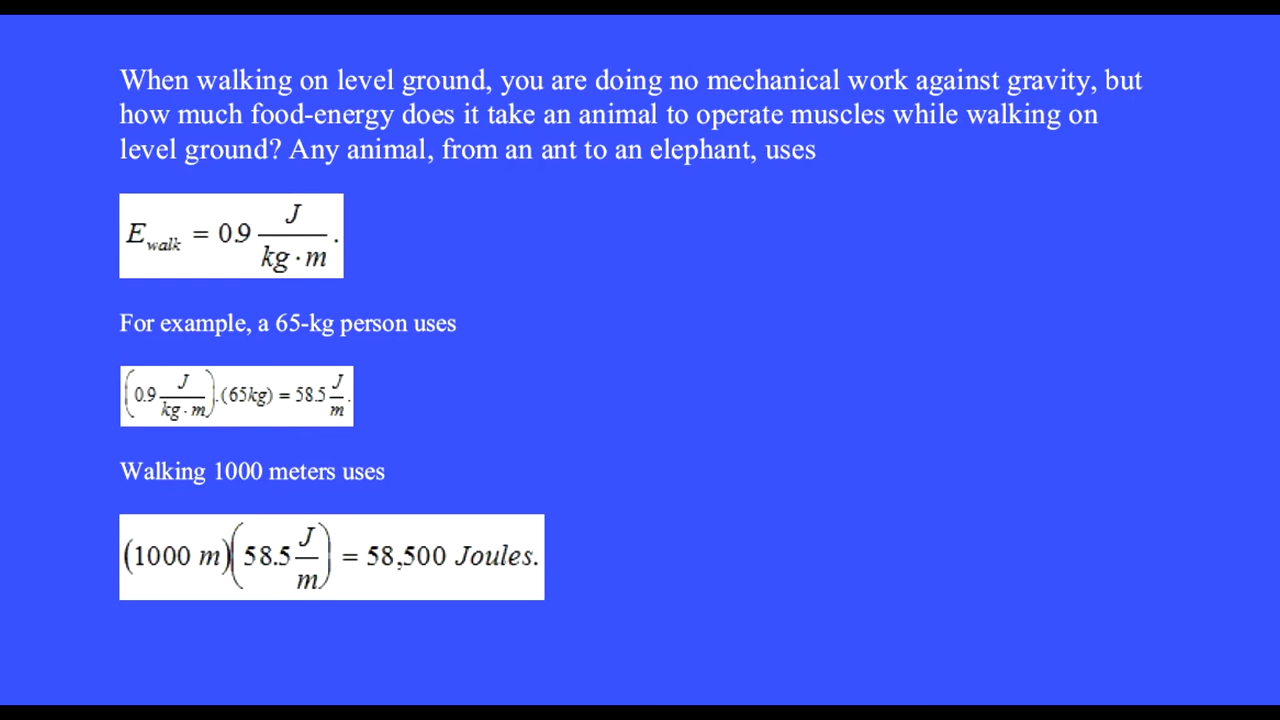 When walking on level ground, you are doing no mechanical work against gravity, but
how much food-energy does it take an animal to operate muscles while walking on
level ground? Any animal, from an ant to an elephant, uses
E_walk = 0.9 J/(kg · m).
For example, a 65-kg person uses
(0.9 J/(kg · m)).(65kg) = 58.5 J/m.
Walking 1000 meters uses
(1000 m)(58.5 J/m) = 58,500 Joules.